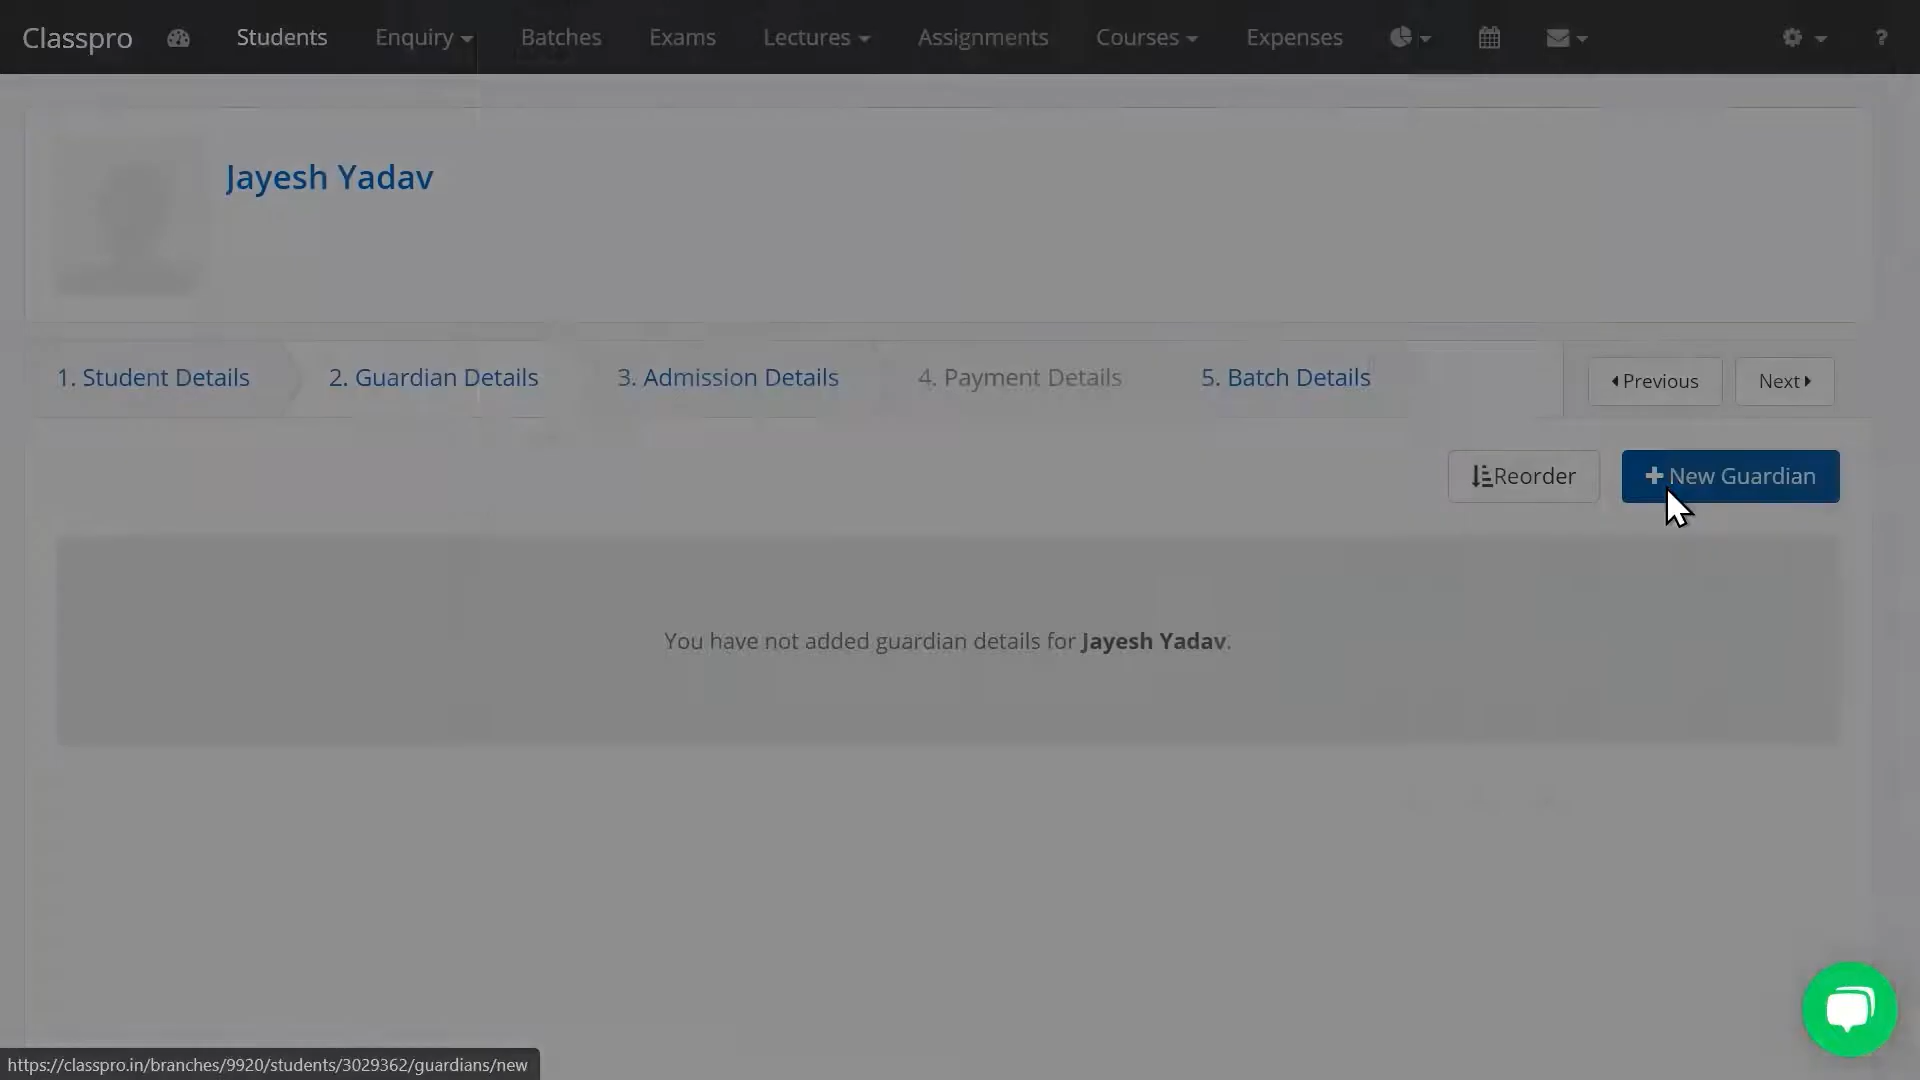 Classpro Students Enquiry Batches Exams Lectures Assignments Courses Expenses ?
Jayesh Yadav
1. Student Details 2. Guardian Details 3. Admission Details 4. Payment Details 5. Batch Details Previous Next
Reorder New Guardian
You have not added guardian details for Jayesh Yadav.
https://classpro.in/branches/9920/students/3029362/guardians/new